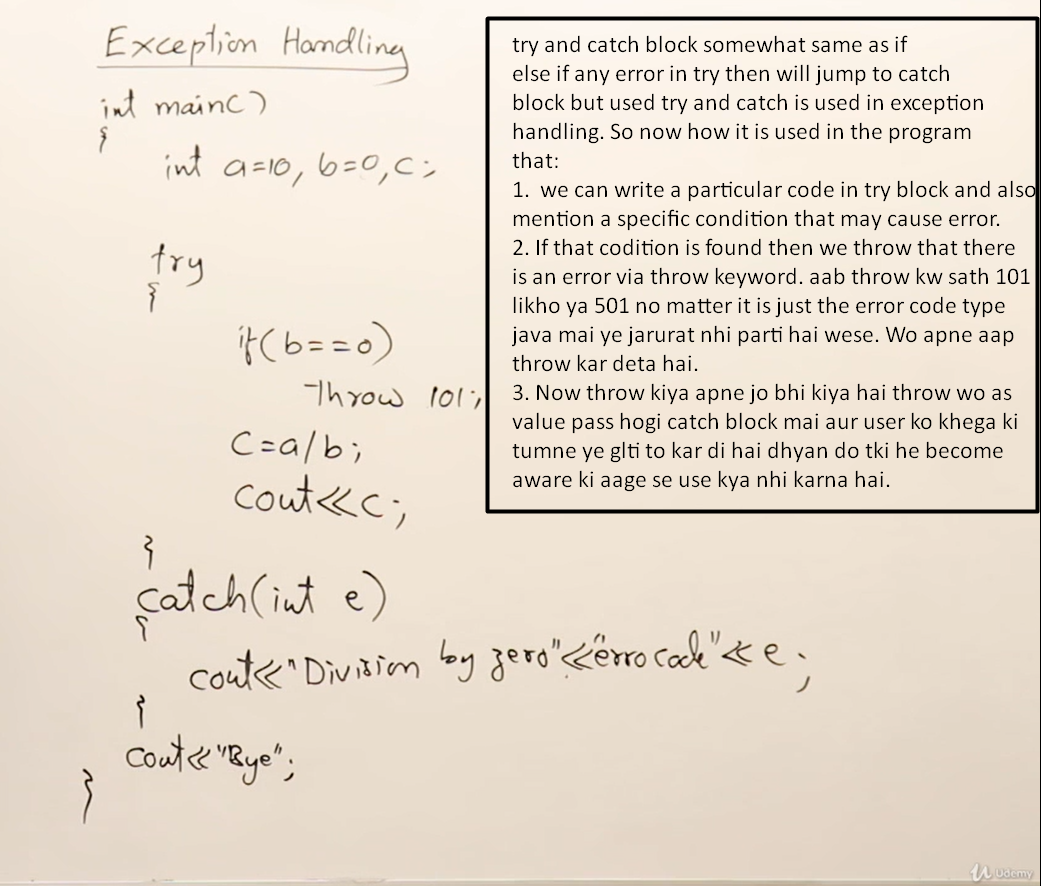 Exception Handling
int main()
{
int a=10, b=0, c;
try
{
if(b==0)
throw 101;
c=a/b;
cout<<c;
}
catch(int e)
{
cout<<"Division by zero"<<"erro code"<<e;
}
cout<<"Bye";
}
try and catch block somewhat same as if
else if any error in try then will jump to catch
block but used try and catch is used in exception
handling. So now how it is used in the program
that:
1. we can write a particular code in try block and also
mention a specific condition that may cause error.
2. If that codition is found then we throw that there
is an error via throw keyword. aab throw kw sath 101
likho ya 501 no matter it is just the error code type
java mai ye jarurat nhi parti hai wese. Wo apne aap
throw kar deta hai.
3. Now throw kiya apne jo bhi kiya hai throw wo as
value pass hogi catch block mai aur user ko khega ki
tumne ye glti to kar di hai dhyan do tki he become
aware ki aage se use kya nhi karna hai.
Udemy